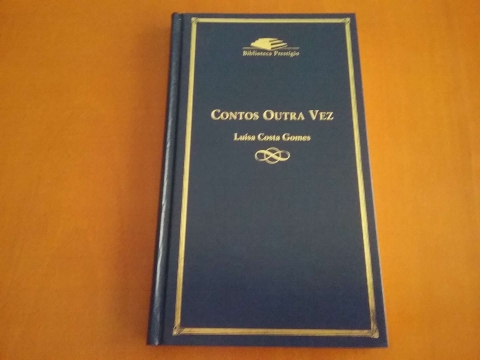 Biblioteca Prestígio
CONTOS OUTRA VEZ
Luísa Costa Gomes